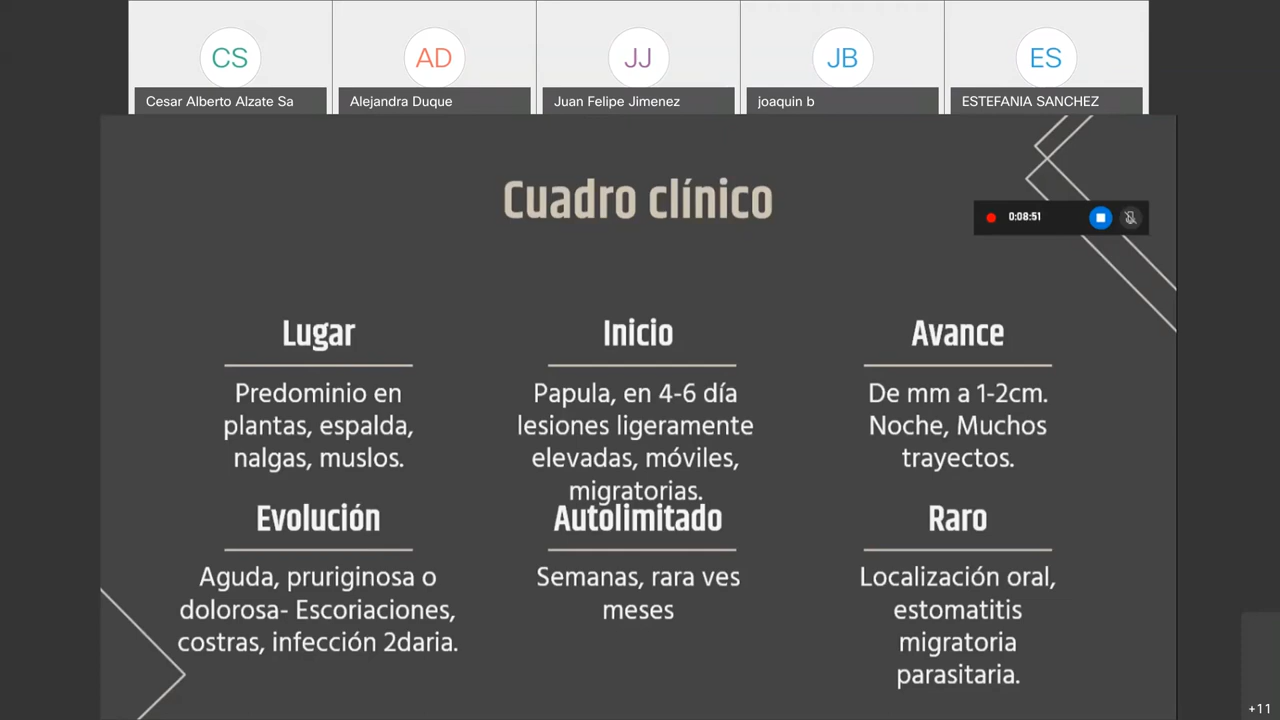 CS
AD
JJ
JB
ES
Cesar Alberto Alzate Sa
Alejandra Duque
Juan Felipe Jimenez
joaquin b
ESTEFANIA SANCHEZ
Cuadro clínico
0:08:51
Lugar
Predominio en
plantas, espalda,
nalgas, muslos.
Inicio
Papula, en 4-6 día
lesiones ligeramente
elevadas, móviles,
migratorias.
Avance
De mm a 1-2cm.
Noche, Muchos
trayectos.
Evolución
Aguda, pruriginosa o
dolorosa- Escoriaciones,
costras, infección 2daria.
Autolimitado
Semanas, rara ves
meses
Raro
Localización oral,
estomatitis
migratoria
parasitaria.
+11